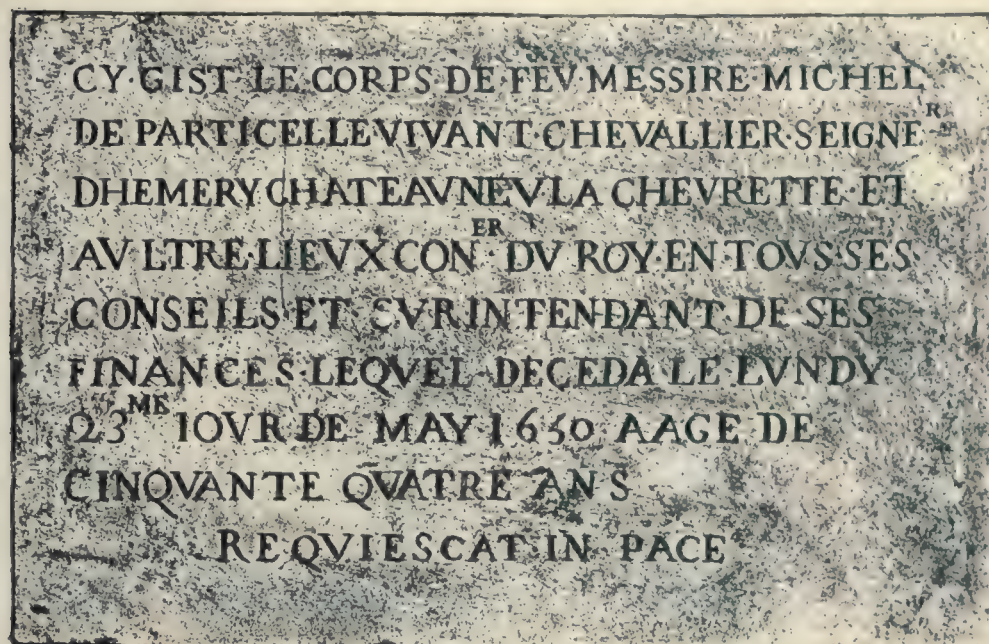 CY·GIST·LE·CORPS·DE·FEV·MESSIRE·MICHEL
DE·PARTICELLE·VIVANT·CHEVALLIER·SEIGNE^R
DHEMERY CHATEAVNEV LA CHEVRETTE·ET
AVLTRE·LIEVX CON^ER DV ROY·EN·TOVS·SES·
CONSEILS·ET SVRINTENDANT·DE·SES
FINANCES·LEQVEL DECEDA·LE LVNDY
23^ME IOVR DE MAY·1650 AAGE DE
CINQVANTE QVATRE ANS
REQVIESCAT·IN·PACE